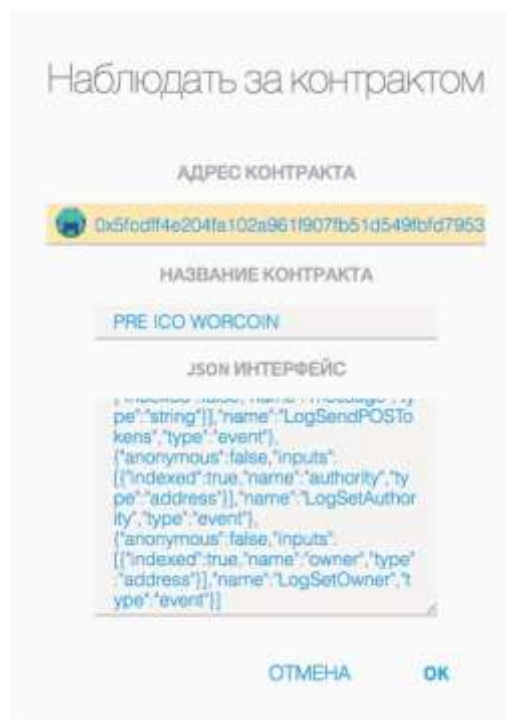 Наблюдать за контрактом
АДРЕС КОНТРАКТА
НАЗВАНИЕ КОНТРАКТА
PRE ICO WORCOIN
JSON ИНТЕРФЕЙС
pe":"string"}],"name":"LogSendPOSTo
kens","type":"event"},
{"anonymous":false,"inputs":
[{"indexed":true,"name":"authority","ty
pe":"address"}],"name":"LogSetAuthor
ity","type":"event"},
{"anonymous":false,"inputs":
[{"indexed":true,"name":"owner","type"
:"address"}],"name":"LogSetOwner","t
ype":"event"}]
ОТМЕНА
OK